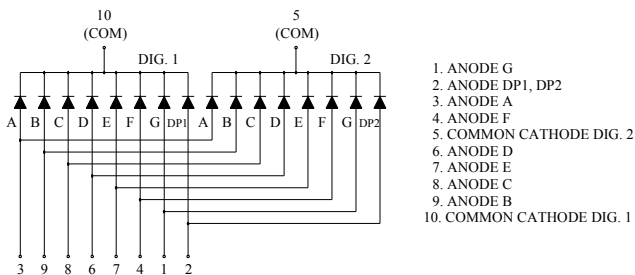 10
(COM)
5
(COM)
DIG. 1
DIG. 2
A B C D E F G DP1 A B C D E F G DP2
3 9 8 6 7 4 1 2
1. ANODE G
2. ANODE DP1, DP2
3. ANODE A
4. ANODE F
5. COMMON CATHODE DIG. 2
6. ANODE D
7. ANODE E
8. ANODE C
9. ANODE B
10. COMMON CATHODE DIG. 1